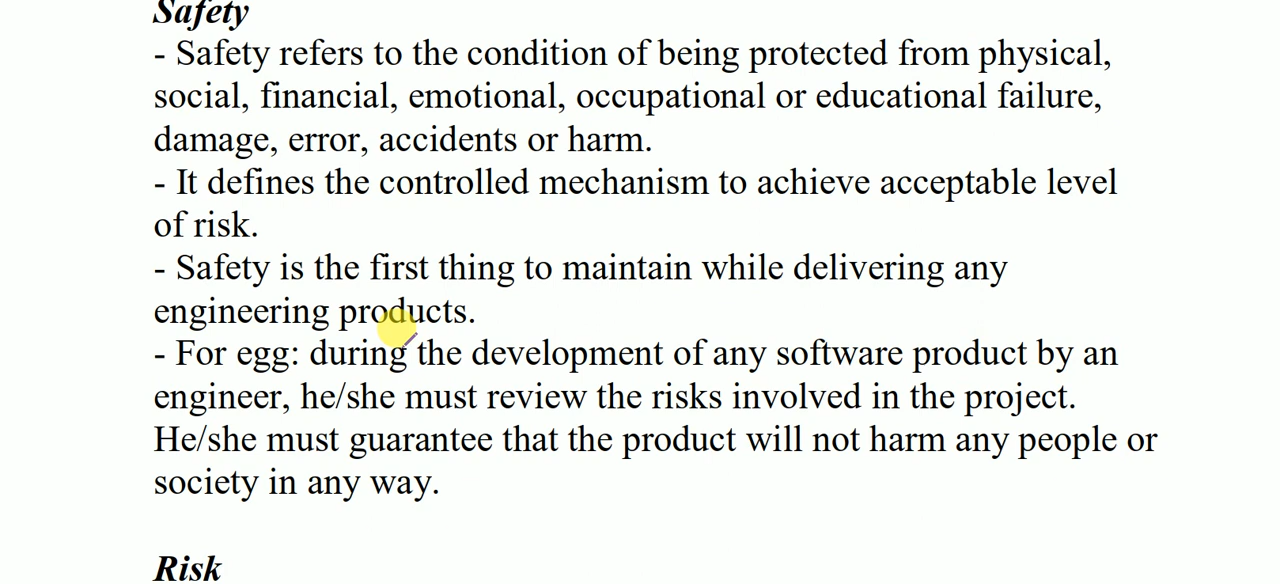 Safety
- Safety refers to the condition of being protected from physical,
social, financial, emotional, occupational or educational failure,
damage, error, accidents or harm.
- It defines the controlled mechanism to achieve acceptable level
of risk.
- Safety is the first thing to maintain while delivering any
engineering products.
- For egg: during the development of any software product by an
engineer, he/she must review the risks involved in the project.
He/she must guarantee that the product will not harm any people or
society in any way.
Risk